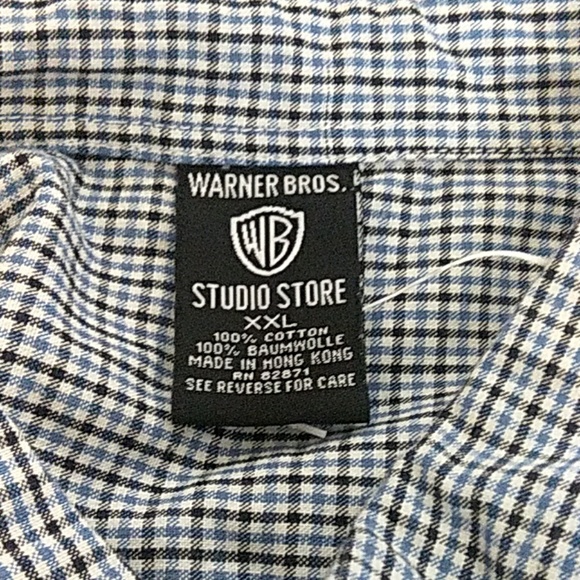 WARNER BROS.
WB
STUDIO STORE
XXL
100% COTTON
100% BAUMWOLLE
MADE IN HONG KONG
RN 82871
SEE REVERSE FOR CARE